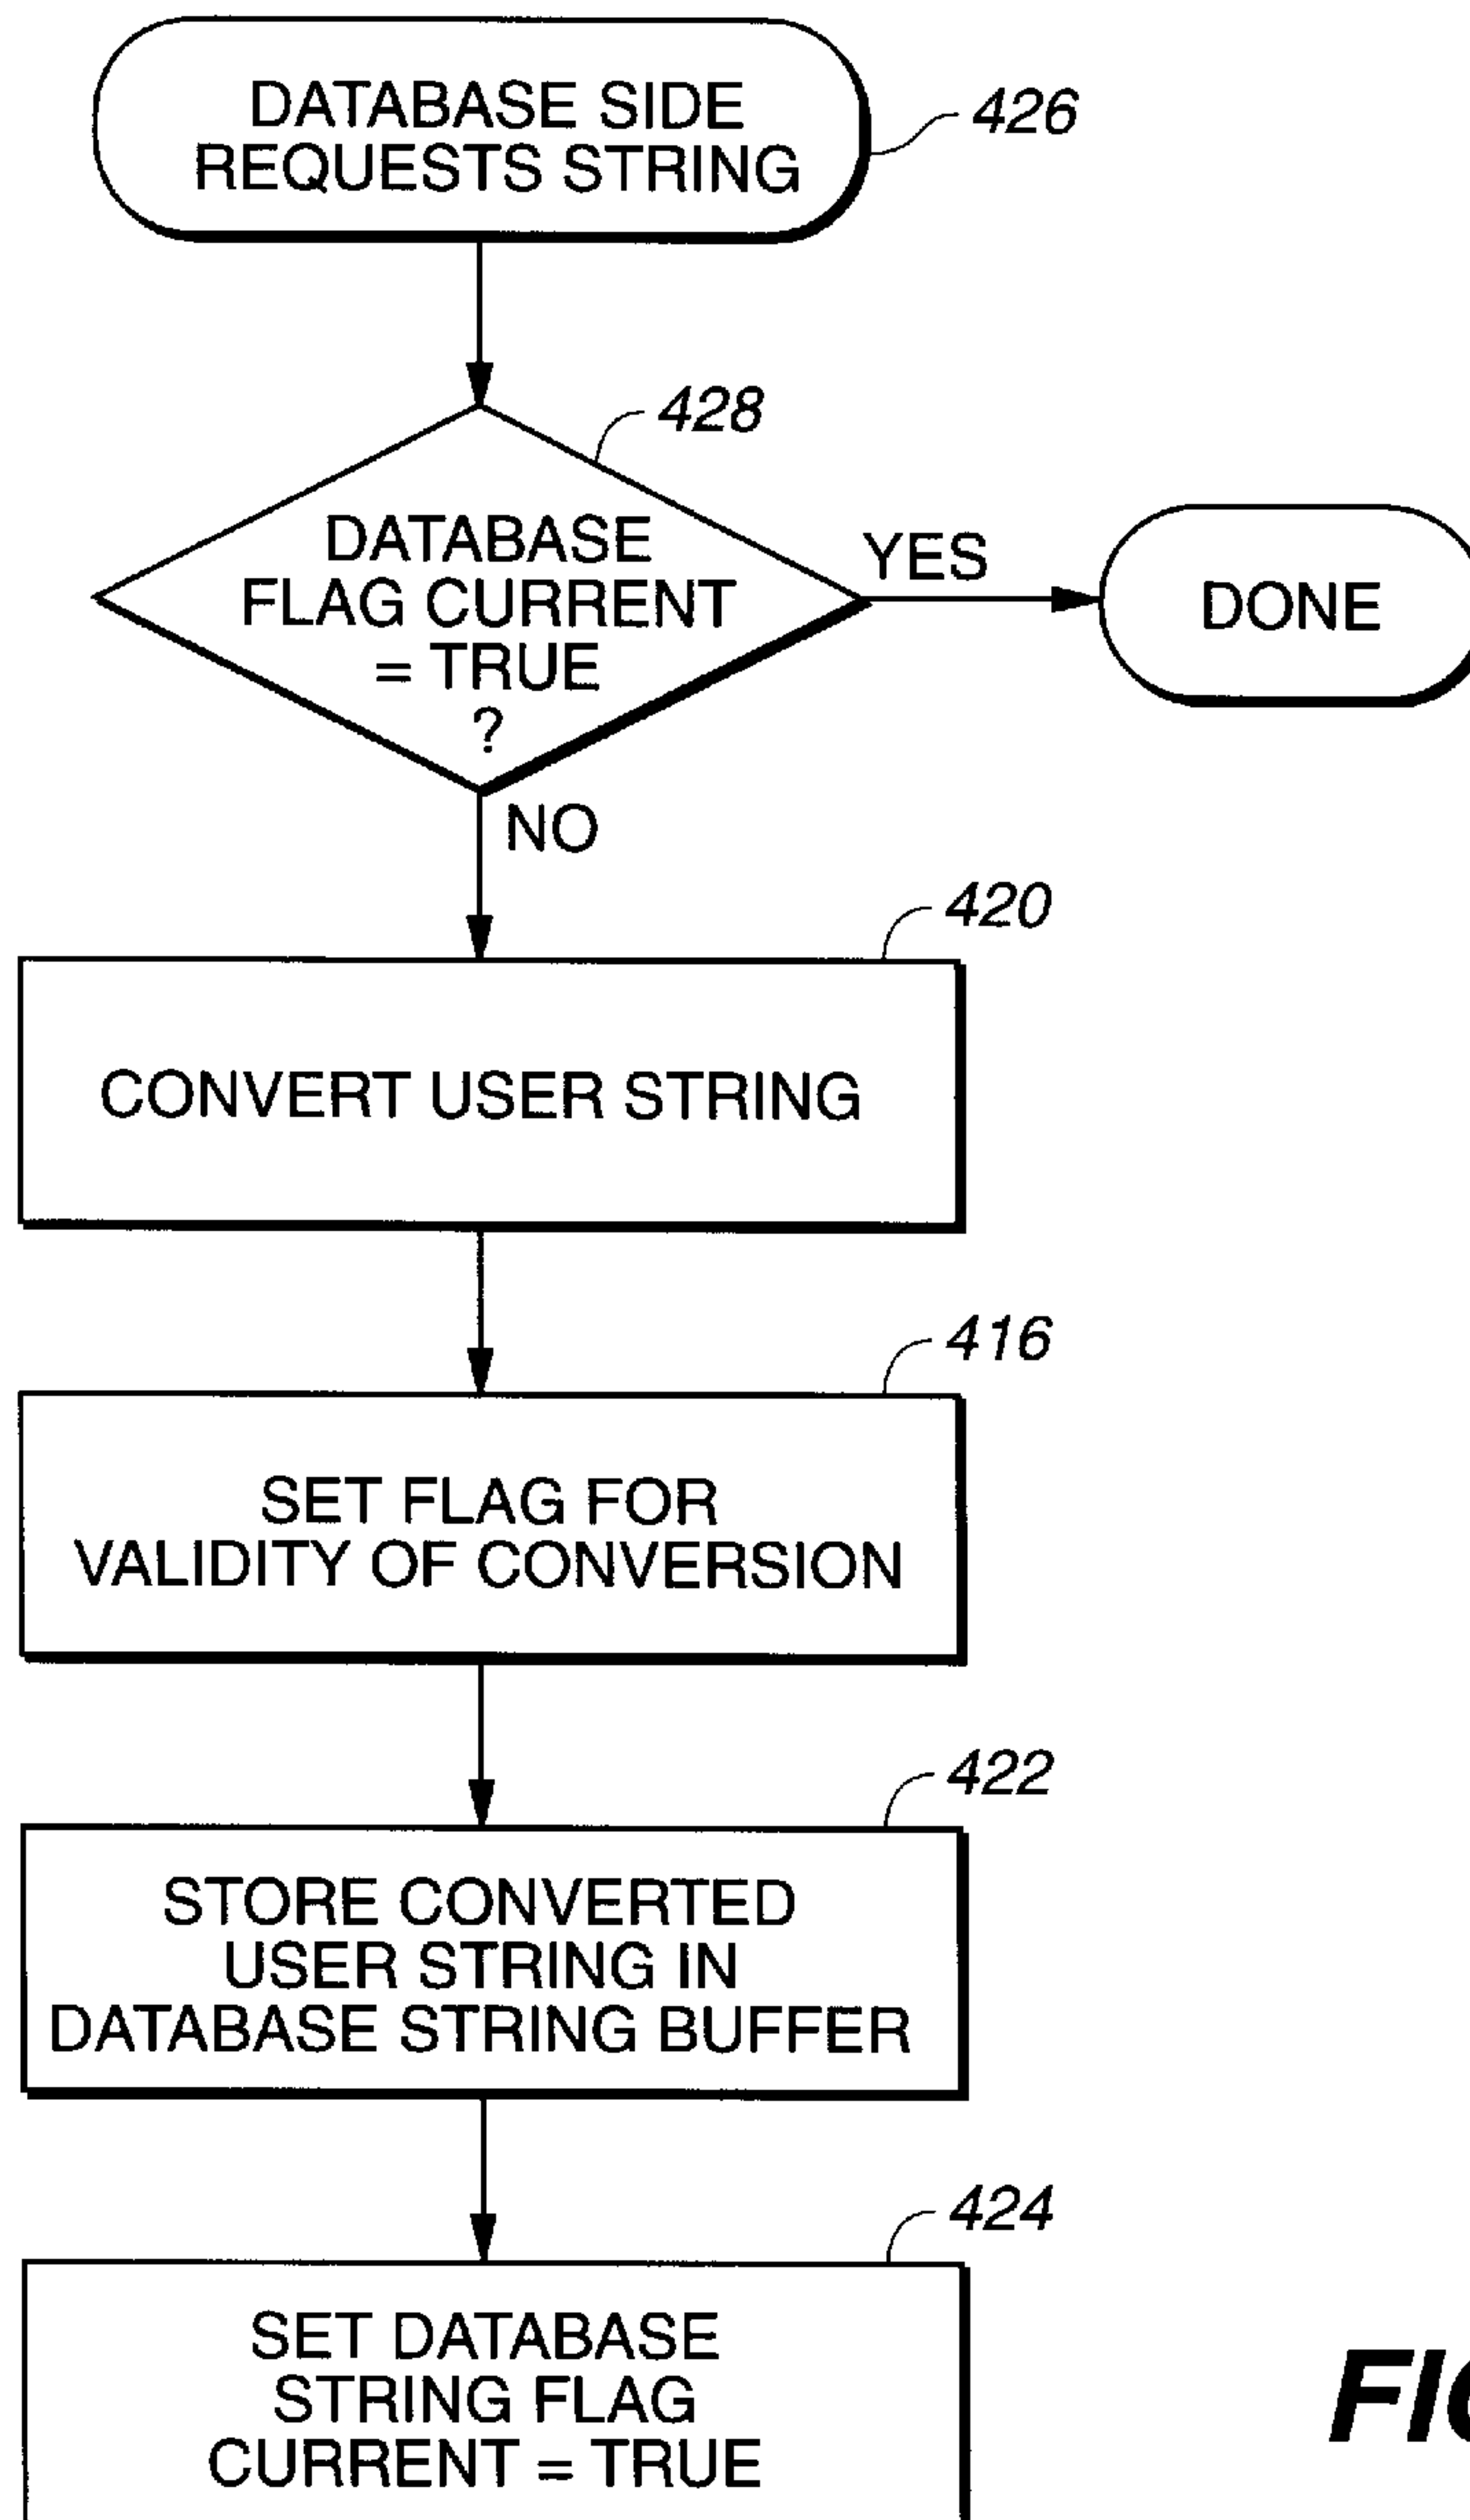 DATABASE SIDE
REQUESTS STRING
426
428
DATABASE
FLAG CURRENT
= TRUE
?
YES
DONE
NO
420
CONVERT USER STRING
416
SET FLAG FOR
VALIDITY OF CONVERSION
422
STORE CONVERTED
USER STRING IN
DATABASE STRING BUFFER
424
SET DATABASE
STRING FLAG
CURRENT = TRUE